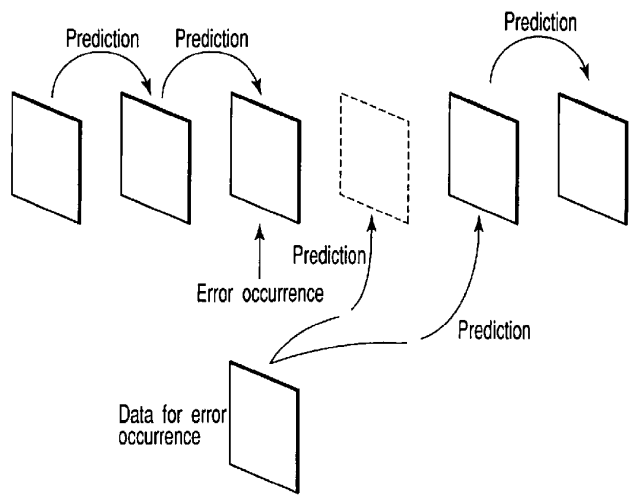 Prediction
Prediction
Prediction
Prediction
Error occurrence
Prediction
Data for error
occurrence